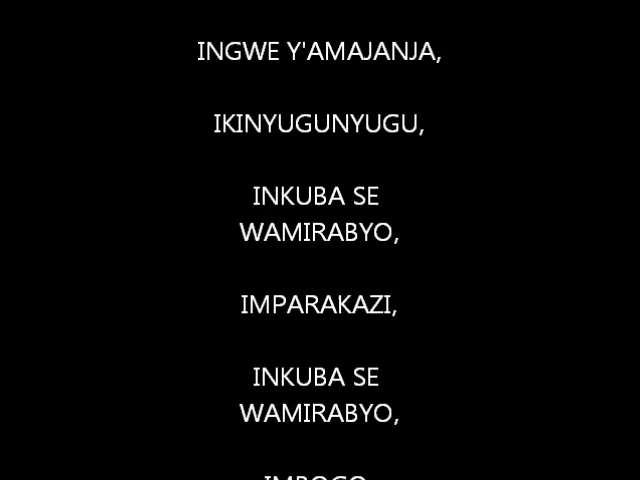 INGWE Y'AMAJANJA,
IKINYUGUNYUGU,
INKUBA SE
WAMIRABYO,
IMPARAKAZI,
INKUBA SE
WAMIRABYO,